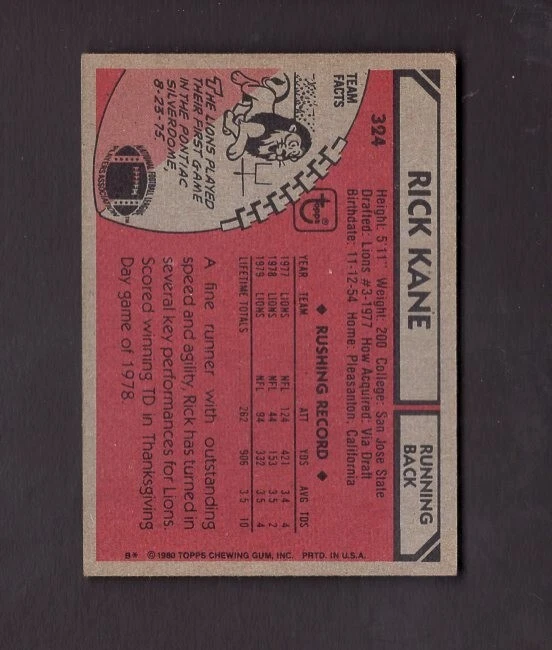 324
RICK KANE
RUNNING BACK
Height: 5'11" Weight: 200 College: San Jose State
Drafted: Lions #3-1977 How Acquired: Via Draft
Birthdate: 11-12-54 Home: Pleasanton, California
TEAM FACTS
THE LIONS PLAYED
THEIR FIRST GAME
IN THE PONTIAC
SILVERDOME,
8-23-75
topps®
NATIONAL FOOTBALL LEAGUE
PLAYERS ASSOCIATION
◆ RUSHING RECORD ◆
YEAR TEAM ATT YDS AVG TDS
1977 LIONS NFL 124 421 3.4 4
1978 LIONS NFL 44 153 3.5 2
1979 LIONS NFL 94 332 3.5 4
LIFETIME TOTALS 262 906 3.5 10
A fine runner with outstanding
speed and agility, Rick has turned in
several key performances for Lions.
Scored winning TD in Thanksgiving
Day game of 1978.
B* © 1980 TOPPS CHEWING GUM, INC. PRTD. IN U.S.A.